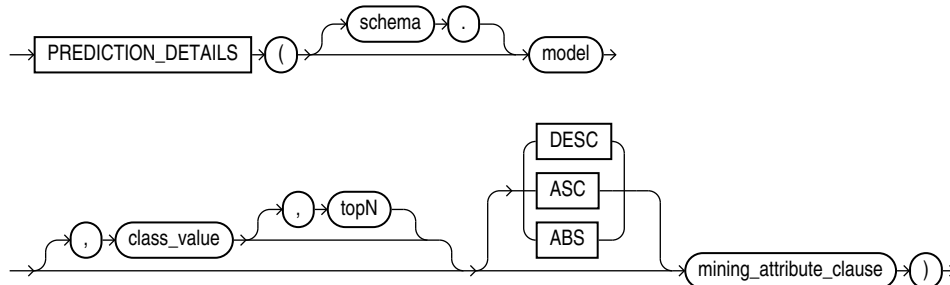 schema .
PREDICTION_DETAILS ( model
DESC
, topN ASC
, class_value ABS
mining_attribute_clause )